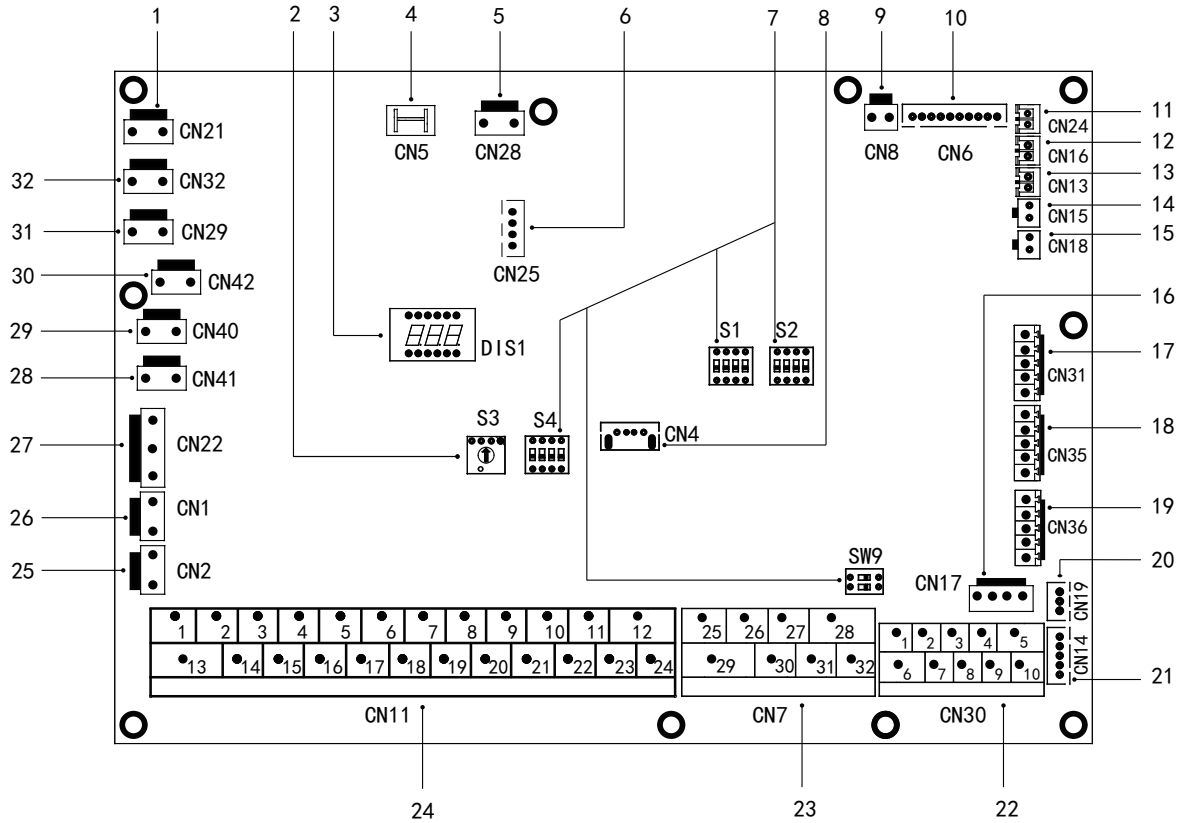 1 2 3 4 5 6 7 8 9 10
CN21
CN5
CN28
CN8
CN6
CN24
11
CN16
12
CN13
13
CN15
14
CN18
15
32
CN32
31
CN29
30
CN42
29
CN40
28
CN41
27
CN22
26
CN1
25
CN2
CN25
DIS1
S1
S2
S3
S4
CN4
SW9
16
17
CN31
18
CN35
19
CN36
20
CN17
CN19
CN14
21
1 2 3 4 5 6 7 8 9 10 11 12
13 14 15 16 17 18 19 20 21 22 23 24
CN11
25 26 27 28
29 30 31 32
CN7
1 2 3 4 5
6 7 8 9 10
CN30
24
23
22